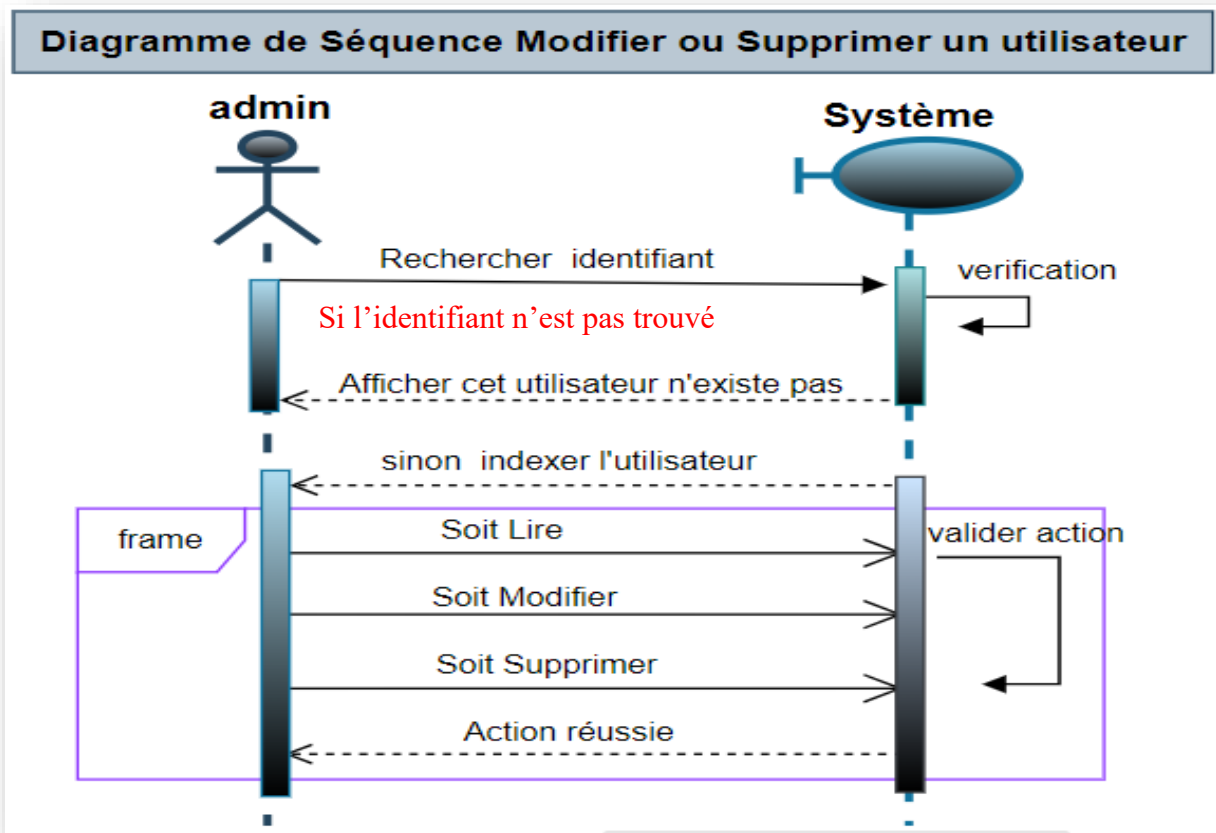 Diagramme de Séquence Modifier ou Supprimer un utilisateur
admin
Système
Rechercher identifiant
verification
Si l’identifiant n’est pas trouvé
Afficher cet utilisateur n'existe pas
sinon indexer l'utilisateur
frame
Soit Lire
valider action
Soit Modifier
Soit Supprimer
Action réussie